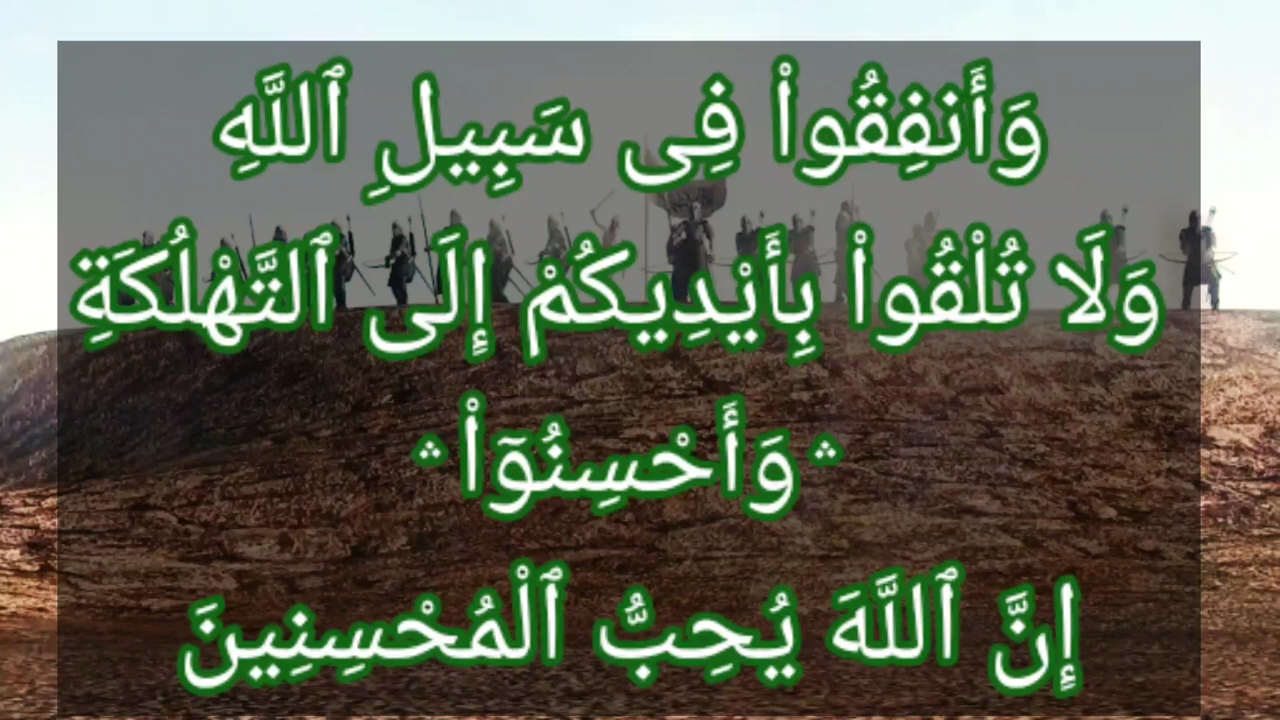 وَأَنفِقُوا۟ فِى سَبِيلِ ٱللَّهِ
وَلَا تُلْقُوا۟ بِأَيْدِيكُمْ إِلَى ٱلتَّهْلُكَةِ
ۛ وَأَحْسِنُوٓا۟ ۛ
إِنَّ ٱللَّهَ يُحِبُّ ٱلْمُحْسِنِينَ